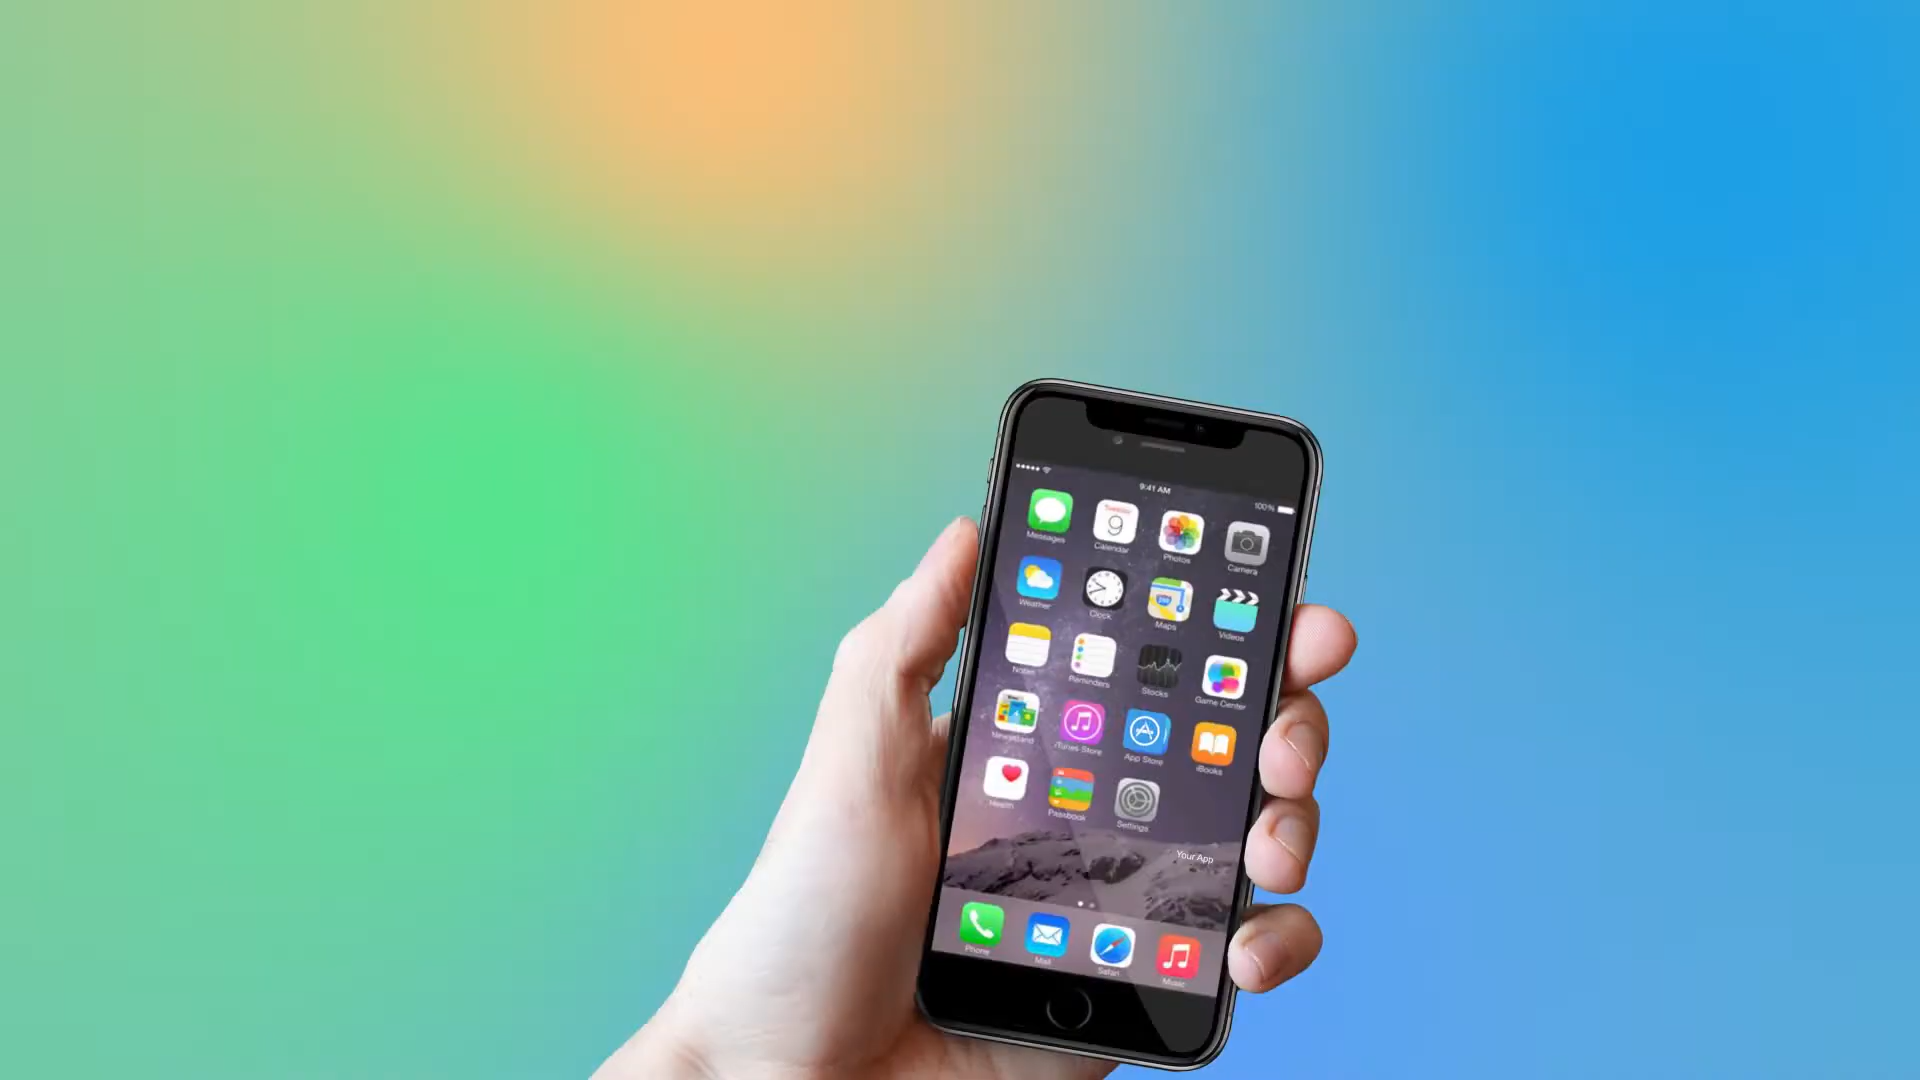 9:41 AM
100%
Messages
Tuesday
9
Calendar
Photos
Camera
Weather
Clock
Maps
Videos
Notes
Reminders
Stocks
Game Center
Newsstand
iTunes Store
App Store
iBooks
Health
Passbook
Settings
Your App
Phone
Mail
Safari
Music